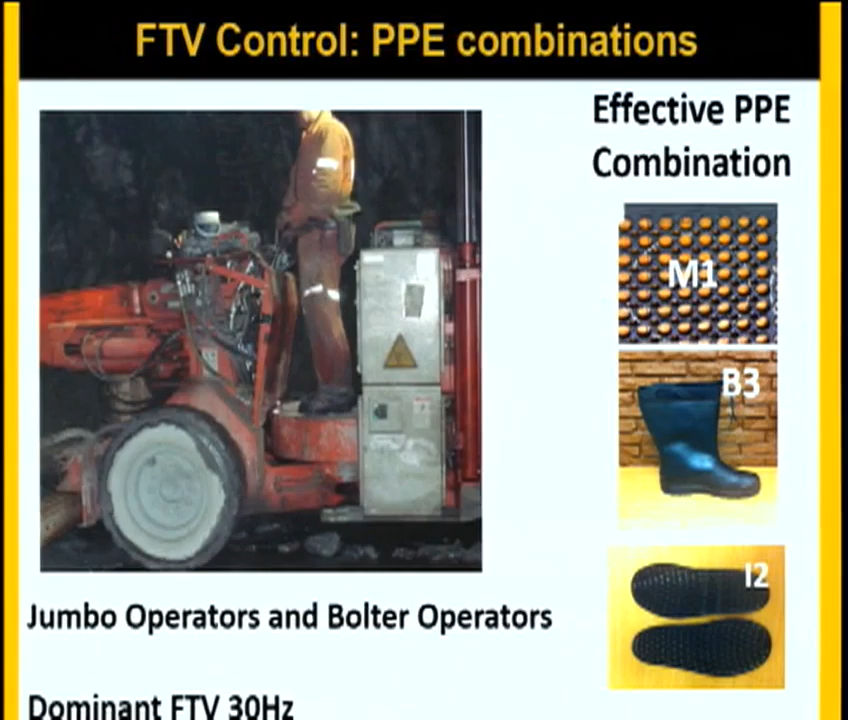 FTV Control: PPE combinations
Effective PPE
Combination
M1
B3
I2
Jumbo Operators and Bolter Operators
Dominant FTV 30Hz